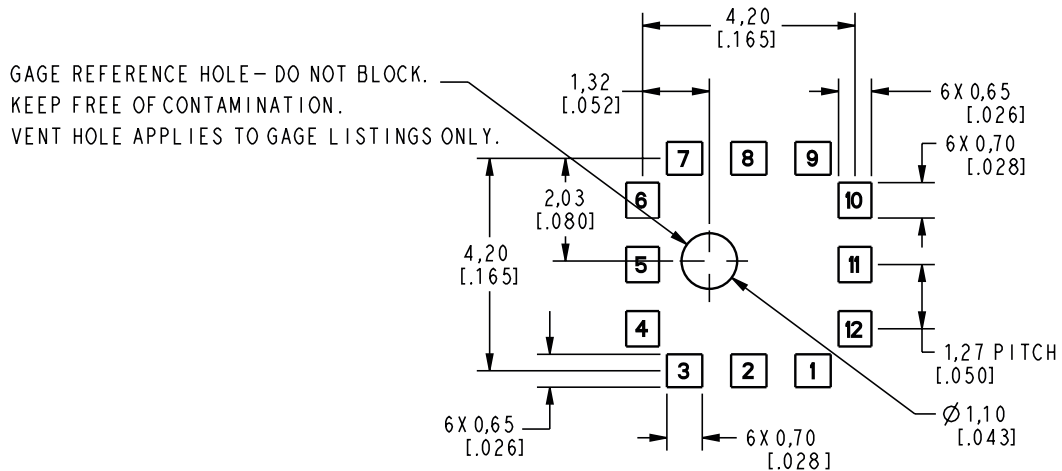 4,20
[.165]
GAGE REFERENCE HOLE- DO NOT BLOCK.
KEEP FREE OF CONTAMINATION.
VENT HOLE APPLIES TO GAGE LISTINGS ONLY.
1,32
[.052]
6X 0,65
[.026]
6X 0,70
[.028]
7 8 9
6 10
2,03
[.080]
4,20
[.165]
5 11
4 12
1,27 PITCH
[.050]
3 2 1
Ø 1,10
[.043]
6X 0,65
[.026]
6X 0,70
[.028]